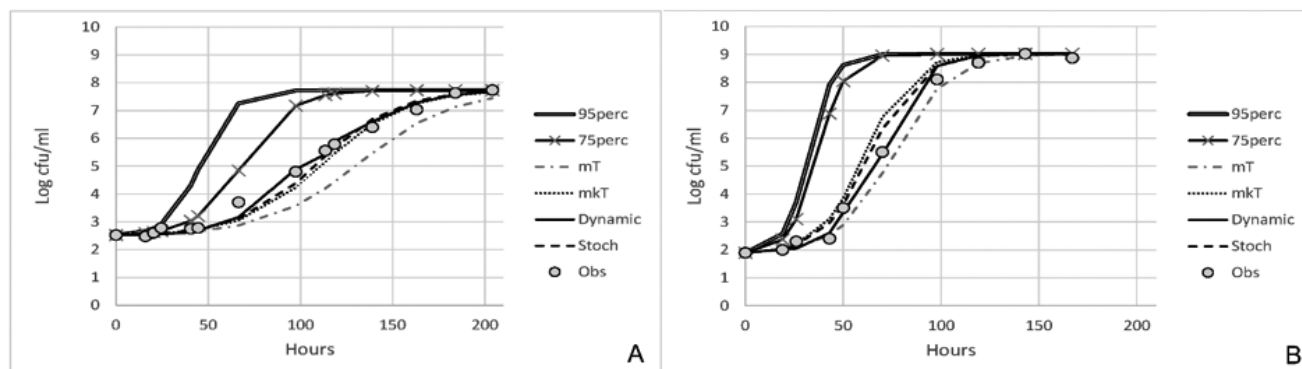 10
9
8
7
6
5
4
3
2
1
0
Log cfu/ml
0 50 100 150 200
Hours
95perc
75perc
mT
mkT
Dynamic
Stoch
Obs
A
10
9
8
7
6
5
4
3
2
1
0
Log cfu/ml
0 50 100 150 200
Hours
95perc
75perc
mT
mkT
Dynamic
Stoch
Obs
B